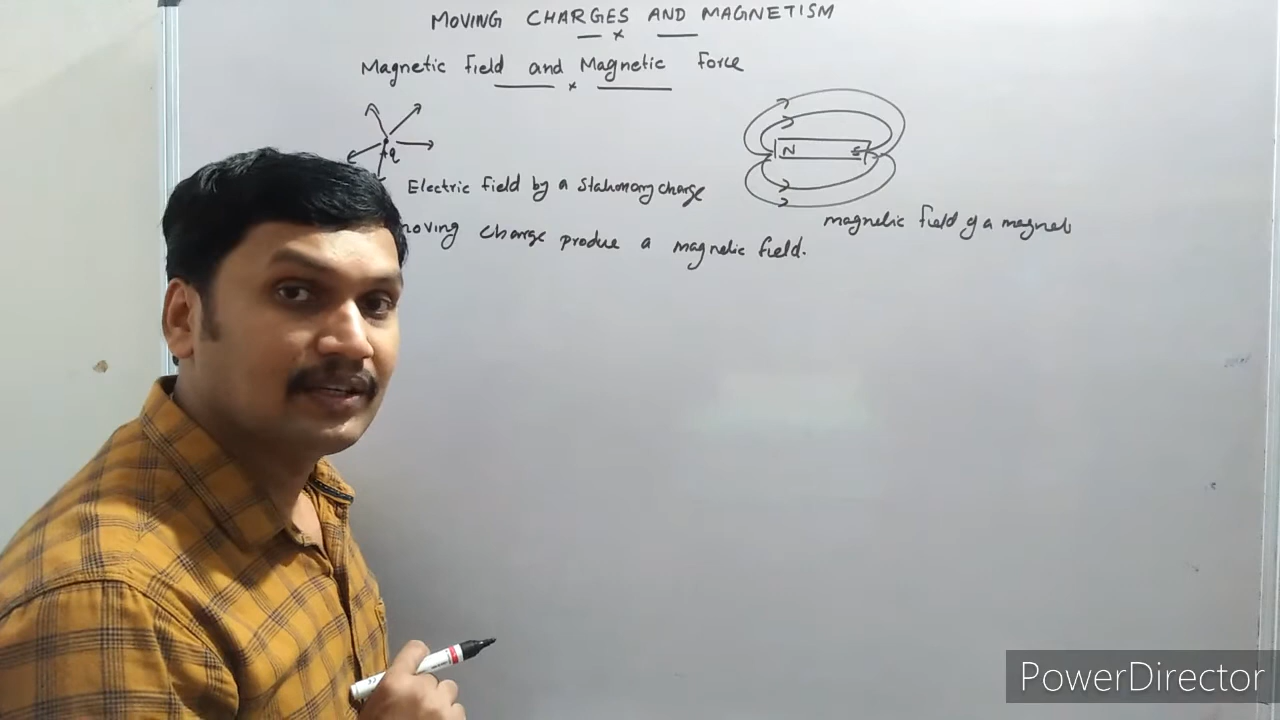 MOVING CHARGES AND MAGNETISM
Magnetic field and Magnetic force
N S
q
Electric field by a stationary charge
magnetic field of a magnet
moving charge produe a magnetic field.
PowerDirector